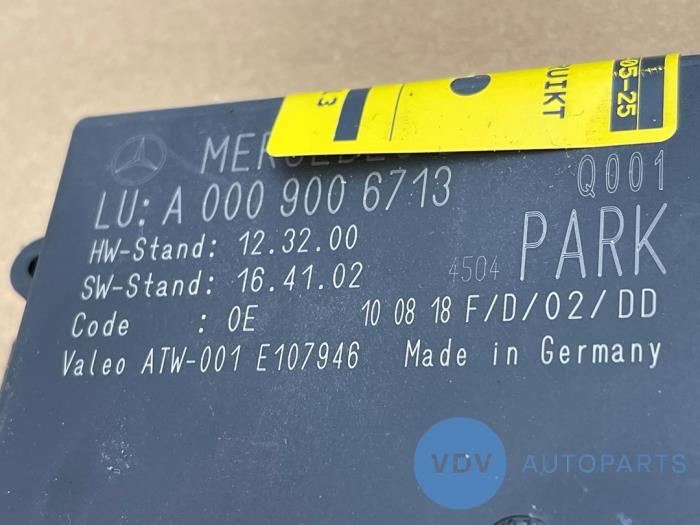 05-25
UIKT
MERCEDES
LU: A 000 900 6713
Q001
HW-Stand: 12.32.00
SW-Stand: 16.41.02
4504 PARK
Code : 0E
10 08 18 F/D/02/DD
Valeo ATW-001 E107946 Made in Germany
VDV AUTOPARTS